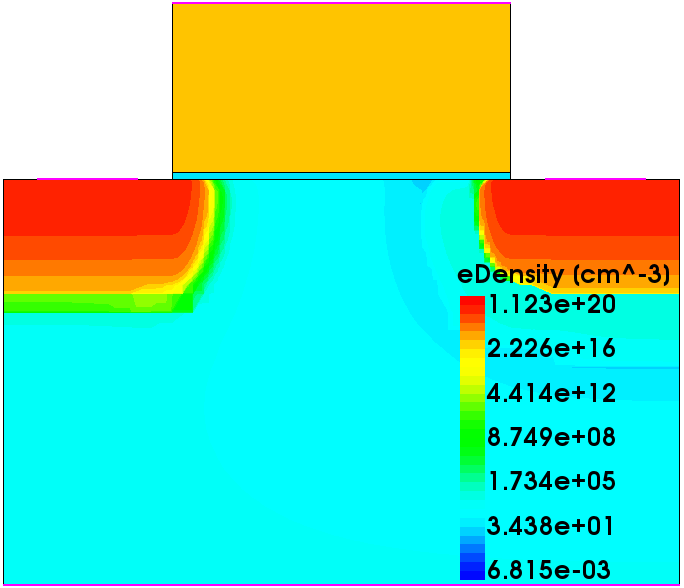 eDensity (cm^-3)
1.123e+20
2.226e+16
4.414e+12
8.749e+08
1.734e+05
3.438e+01
6.815e-03